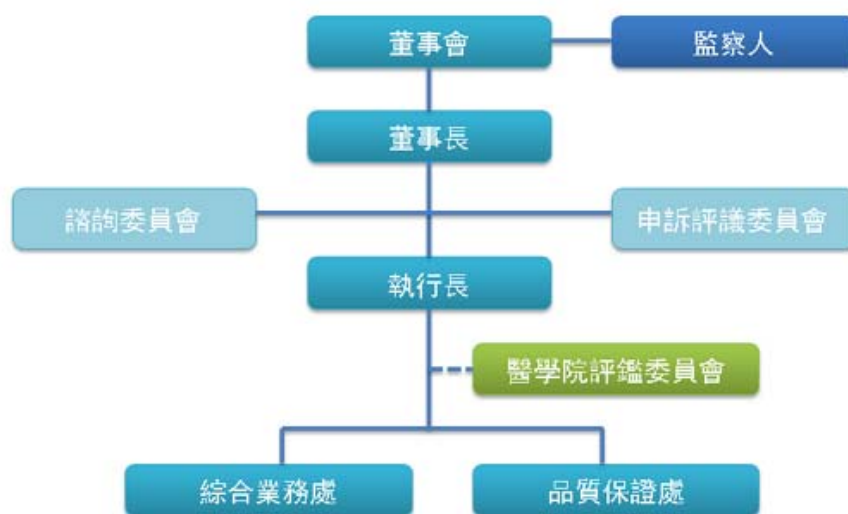 董事會
監察人
董事長
諮詢委員會
申訴評議委員會
執行長
醫學院評鑑委員會
綜合業務處
品質保證處